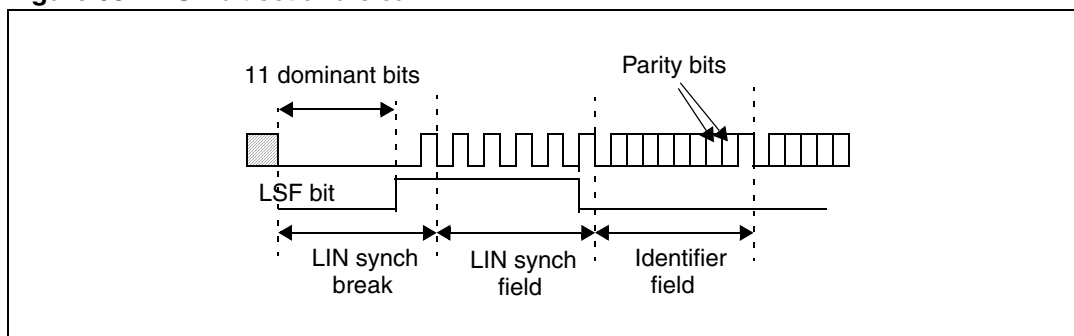 11 dominant bits
Parity bits
LSF bit
LIN synch
break
LIN synch
field
Identifier
field